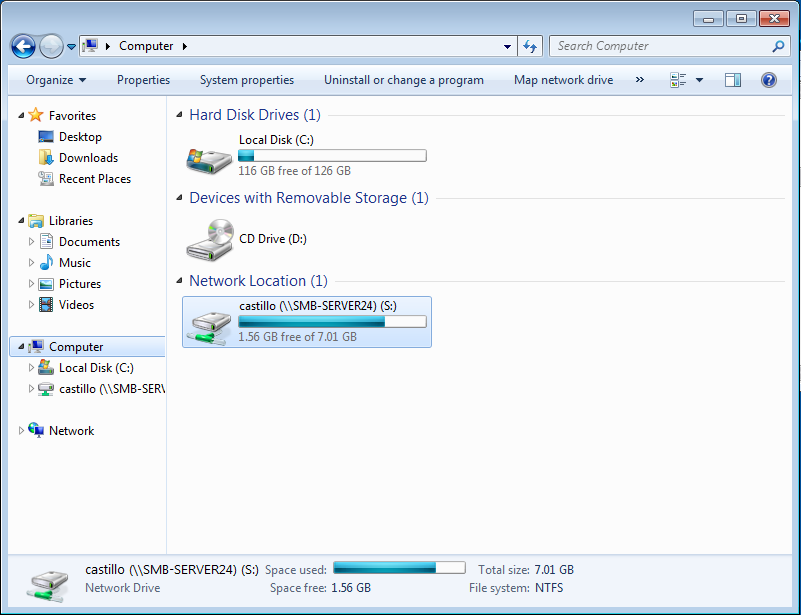 Computer
Search Computer
Organize
Properties
System properties
Uninstall or change a program
Map network drive
»
Favorites
Desktop
Downloads
Recent Places
Libraries
Documents
Music
Pictures
Videos
Computer
Local Disk (C:)
castillo (\\SMB-SERV
Network
Hard Disk Drives (1)
Local Disk (C:)
116 GB free of 126 GB
Devices with Removable Storage (1)
CD Drive (D:)
Network Location (1)
castillo (\\SMB-SERVER24) (S:)
1.56 GB free of 7.01 GB
castillo (\\SMB-SERVER24) (S:) Space used: Total size: 7.01 GB
Network Drive Space free: 1.56 GB File system: NTFS